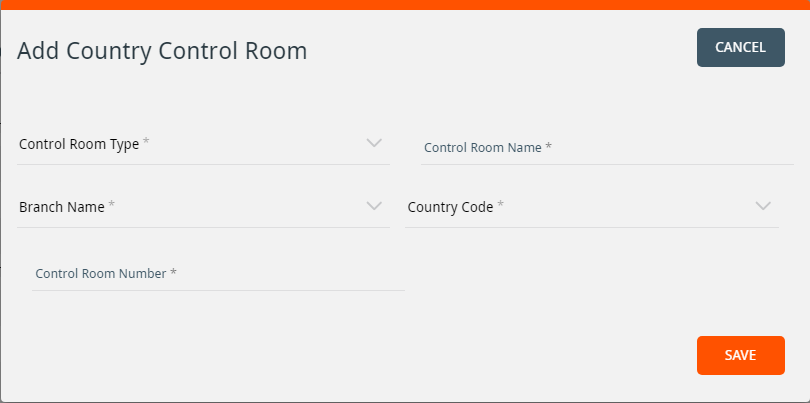 Add Country Control Room
CANCEL
Control Room Type *
Control Room Name *
Branch Name *
Country Code *
Control Room Number *
SAVE